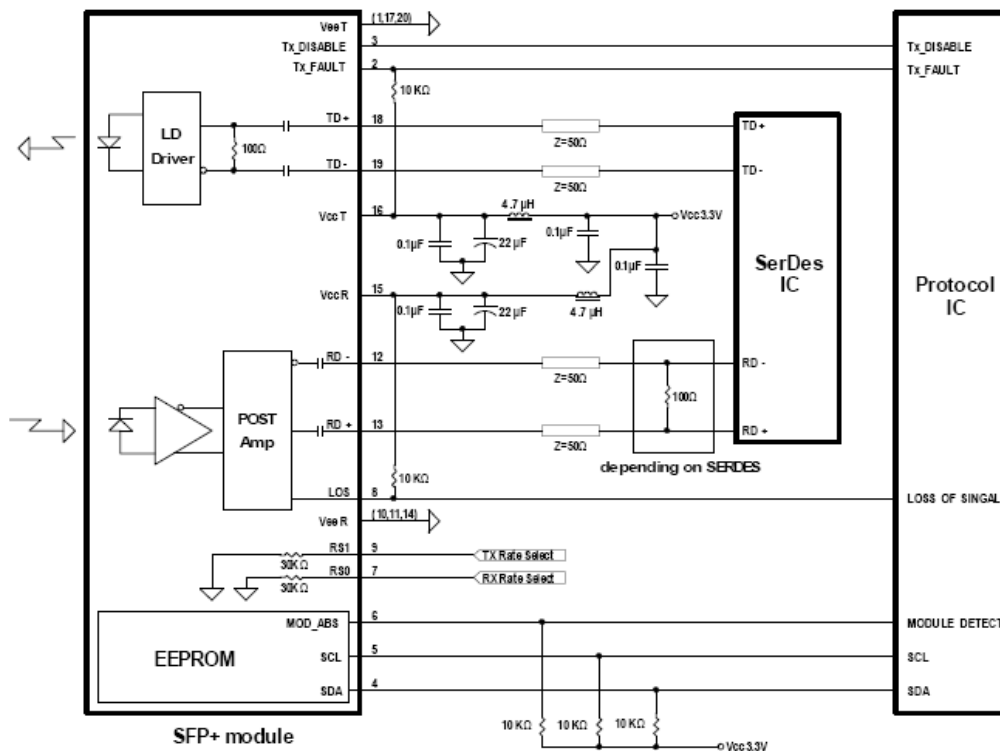 VeeT
(1,17,20)
Tx_DISABLE
3
Tx_DISABLE
Tx_FAULT
2
Tx_FAULT
10 KΩ
LD
Driver
100Ω
TD+
18
Z=50Ω
TD+
TD-
19
Z=50Ω
TD-
VccT
16
4.7 μH
Vcc3.3V
0.1μF
22 μF
0.1μF
0.1μF
SerDes
IC
Protocol
IC
VccR
15
0.1μF
22 μF
4.7 μH
RD -
12
Z=50Ω
RD -
100Ω
POST
Amp
RD +
13
Z=50Ω
RD +
depending on SERDES
10 KΩ
LOS
8
LOSS OF SINGAL
VeeR
(10,11,14)
RS1
9
TX Rate Select
30KΩ
RS0
7
RX Rate Select
30KΩ
MOD_ABS
6
MODULE DETECT
EEPROM
SCL
5
SCL
SDA
4
SDA
10 KΩ
10 KΩ
10 KΩ
Vcc3.3V
SFP+ module